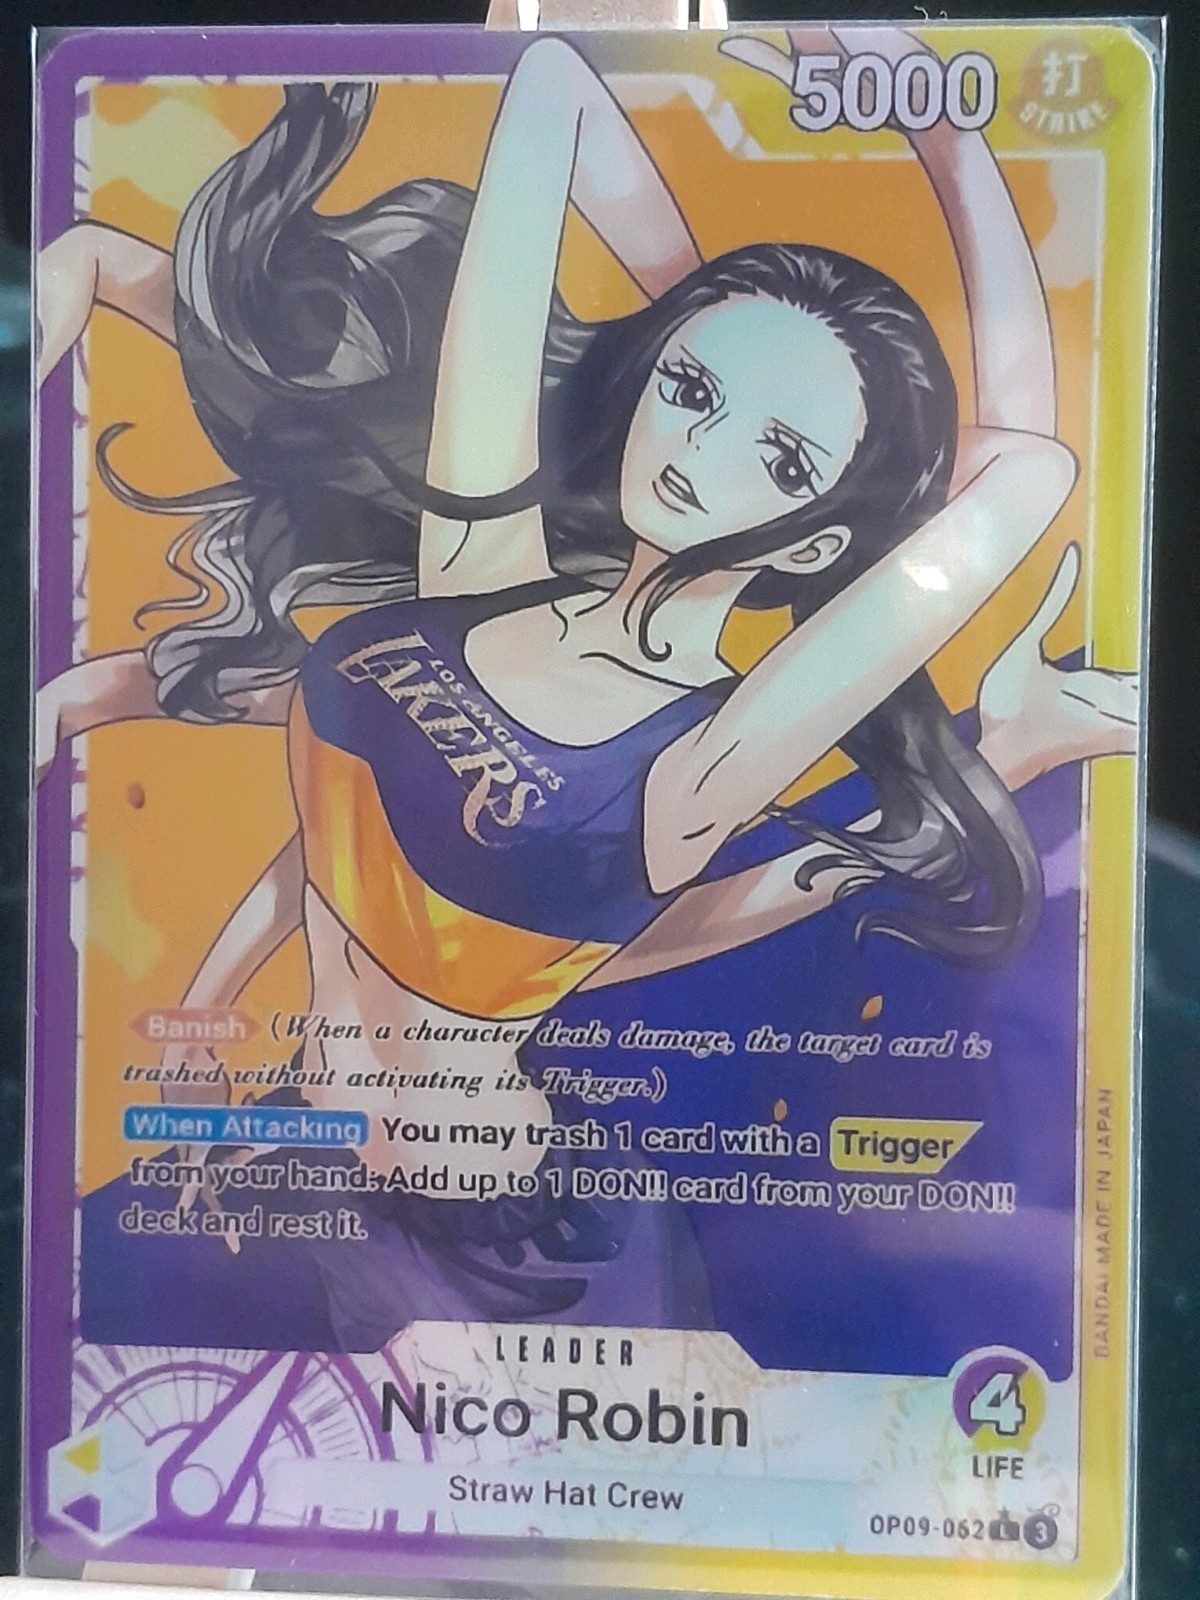 5000
打
STRIKE
LOS ANGELES
LAKERS
Banish (When a character deals damage, the target card is
trashed without activating its Trigger.)
When Attacking You may trash 1 card with a Trigger
from your hand: Add up to 1 DON!! card from your DON!!
deck and rest it.
BANDAI MADE IN JAPAN
LEADER
Nico Robin
4
LIFE
Straw Hat Crew
OP09-062 L 3